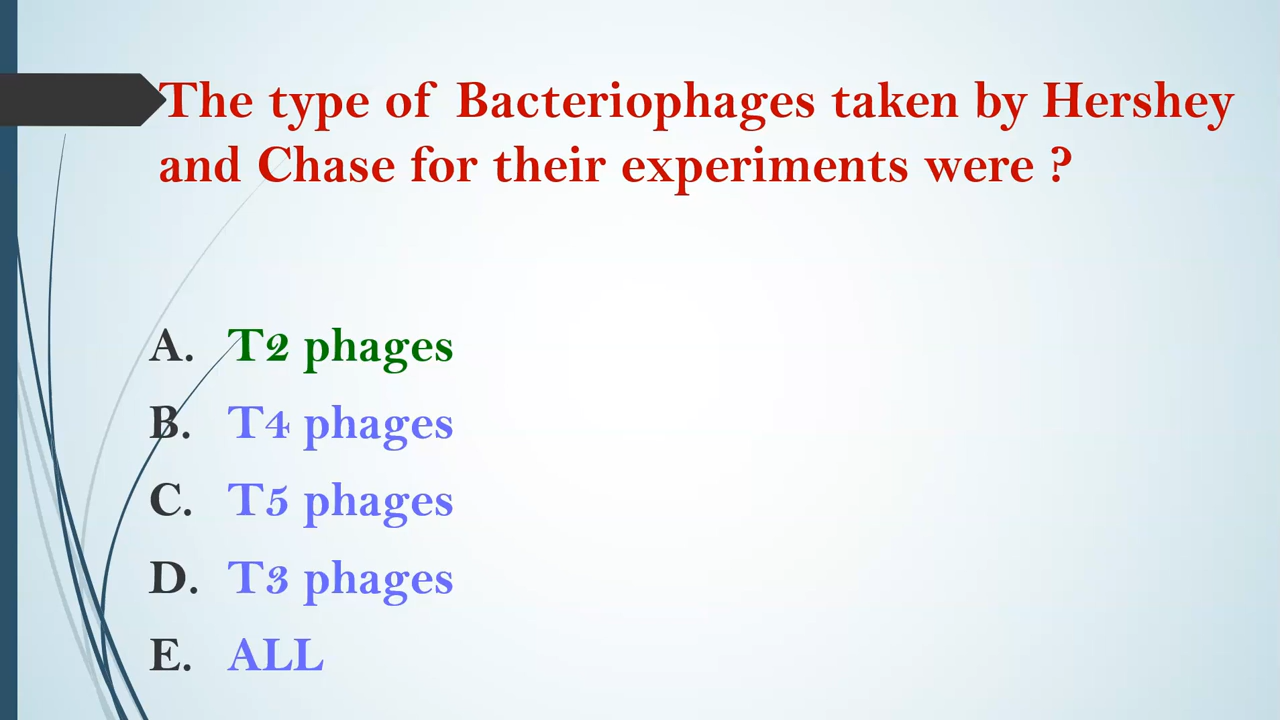 The type of Bacteriophages taken by Hershey
and Chase for their experiments were ?
A. T2 phages
B. T4 phages
C. T5 phages
D. T3 phages
E. ALL